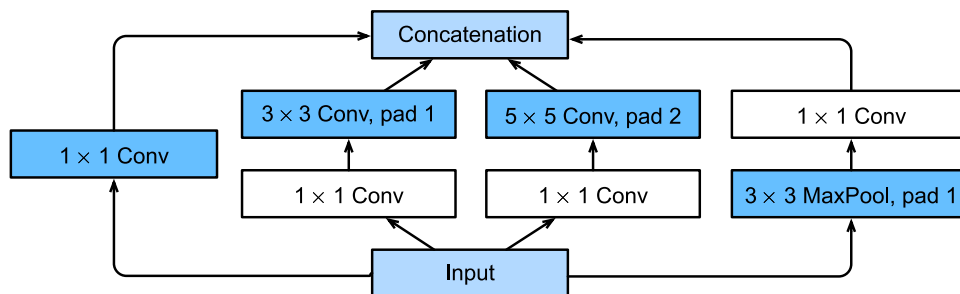 Concatenation
3 × 3 Conv, pad 1
5 × 5 Conv, pad 2
1 × 1 Conv
1 × 1 Conv
1 × 1 Conv
1 × 1 Conv
3 × 3 MaxPool, pad 1
Input